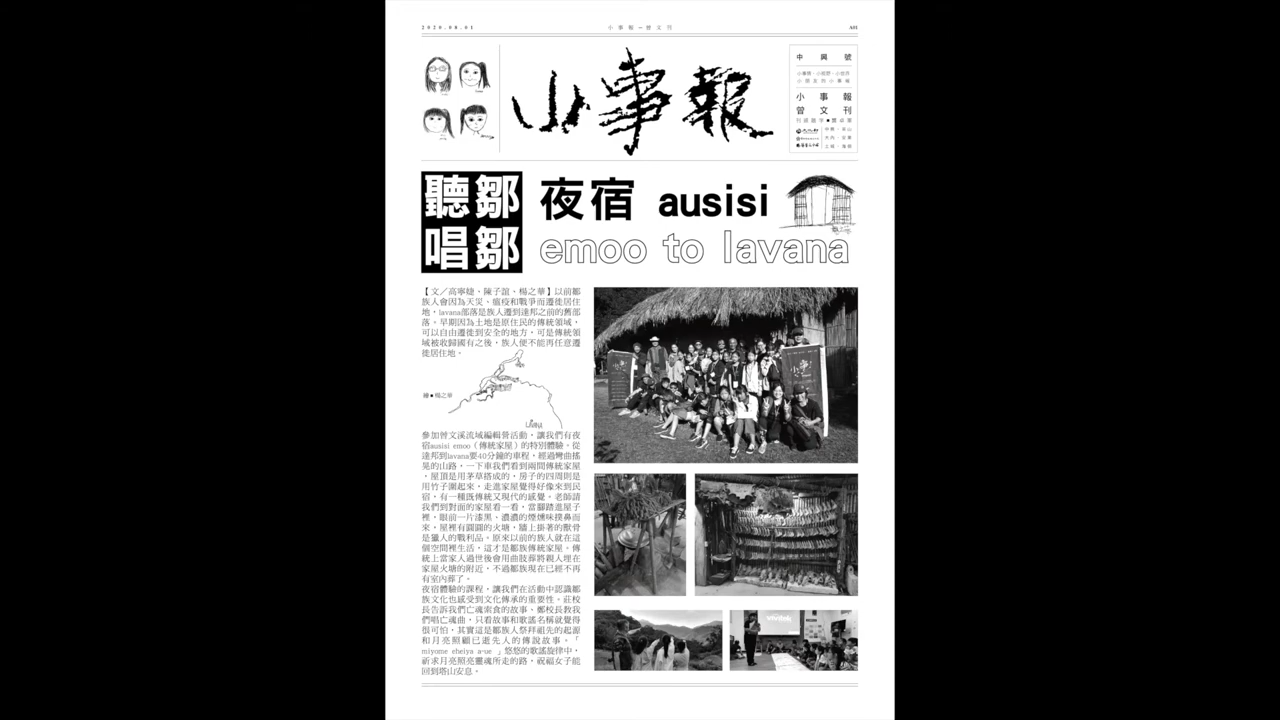 2020.08.01
小事報－曾文刊
A01
小事報
中興號
小事報
曾文刊
聽鄒
唱鄒
夜宿 ausisi
emoo to lavana
【文／高寧婕、陳子誼、楊之華】以前鄒
族人會因為天災、瘟疫和戰爭而遷徙居住
地，lavana部落是族人遷到達邦之前的舊部
落。早期因為土地是原住民的傳統領域，
可以自由遷徙到安全的地方，可是傳統領
域被收歸國有之後，族人便不能再任意遷
徙居住地。
繪■楊之華
LAVANA
參加曾文溪流域編輯營活動，讓我們有夜
宿ausisi emoo（傳統家屋）的特別體驗。從
達邦到lavana要40分鐘的車程，經過彎曲搖
晃的山路，一下車我們看到兩間傳統家屋
，屋頂是用茅草搭成的，房子的四周則是
用竹子圍起來，走進家屋覺得好像來到民
宿，有一種既傳統又現代的感覺。老師請
我們到對面的家屋看一看，當腳踏進屋子
裡，眼前一片漆黑、濃濃的煙燻味撲鼻而
來，屋裡有圓圓的火塘，牆上掛著的獸骨
是獵人的戰利品。原來以前的族人就在這
個空間裡生活，這才是鄒族傳統家屋。傳
統上當家人過世後會用曲肢葬將親人埋在
家屋火塘的附近，不過鄒族現在已經不再
有室內葬了。
夜宿體驗的課程，讓我們在活動中認識鄒
族文化也感受到文化傳承的重要性。莊校
長告訴我們亡魂索食的故事，鄭校長教我
們唱亡魂曲，只看故事和歌謠名稱就覺得
很可怕，其實這是鄒族人祭拜祖先的起源
和月亮照顧已逝先人的傳說故事。「
miyome eheiya a-ue 」悠悠的歌謠旋律中，
祈求月亮照亮靈魂所走的路，祝福女子能
回到塔山安息。
小事
小事
Vivitek